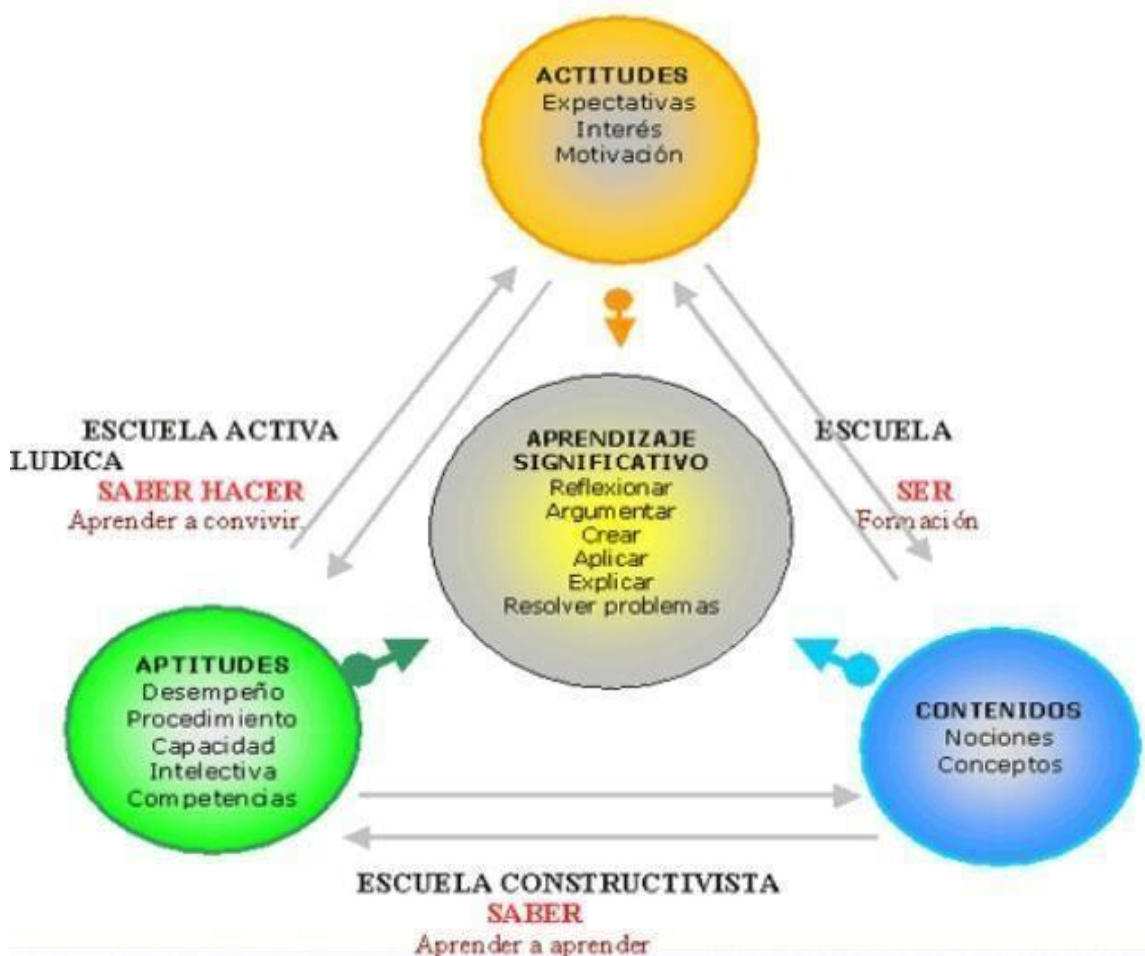 ACTITUDES
Expectativas
Interés
Motivación
ESCUELA ACTIVA
LUDICA
SABER HACER
Aprender a convivir
APRENDIZAJE
SIGNIFICATIVO
Reflexionar
Argumentar
Crear
Aplicar
Explicar
Resolver problemas
ESCUELA
SER
Formación
APTITUDES
Desempeño
Procedimiento
Capacidad
Intelectiva
Competencias
CONTENIDOS
Nociones
Conceptos
ESCUELA CONSTRUCTIVISTA
SABER
Aprender a aprender